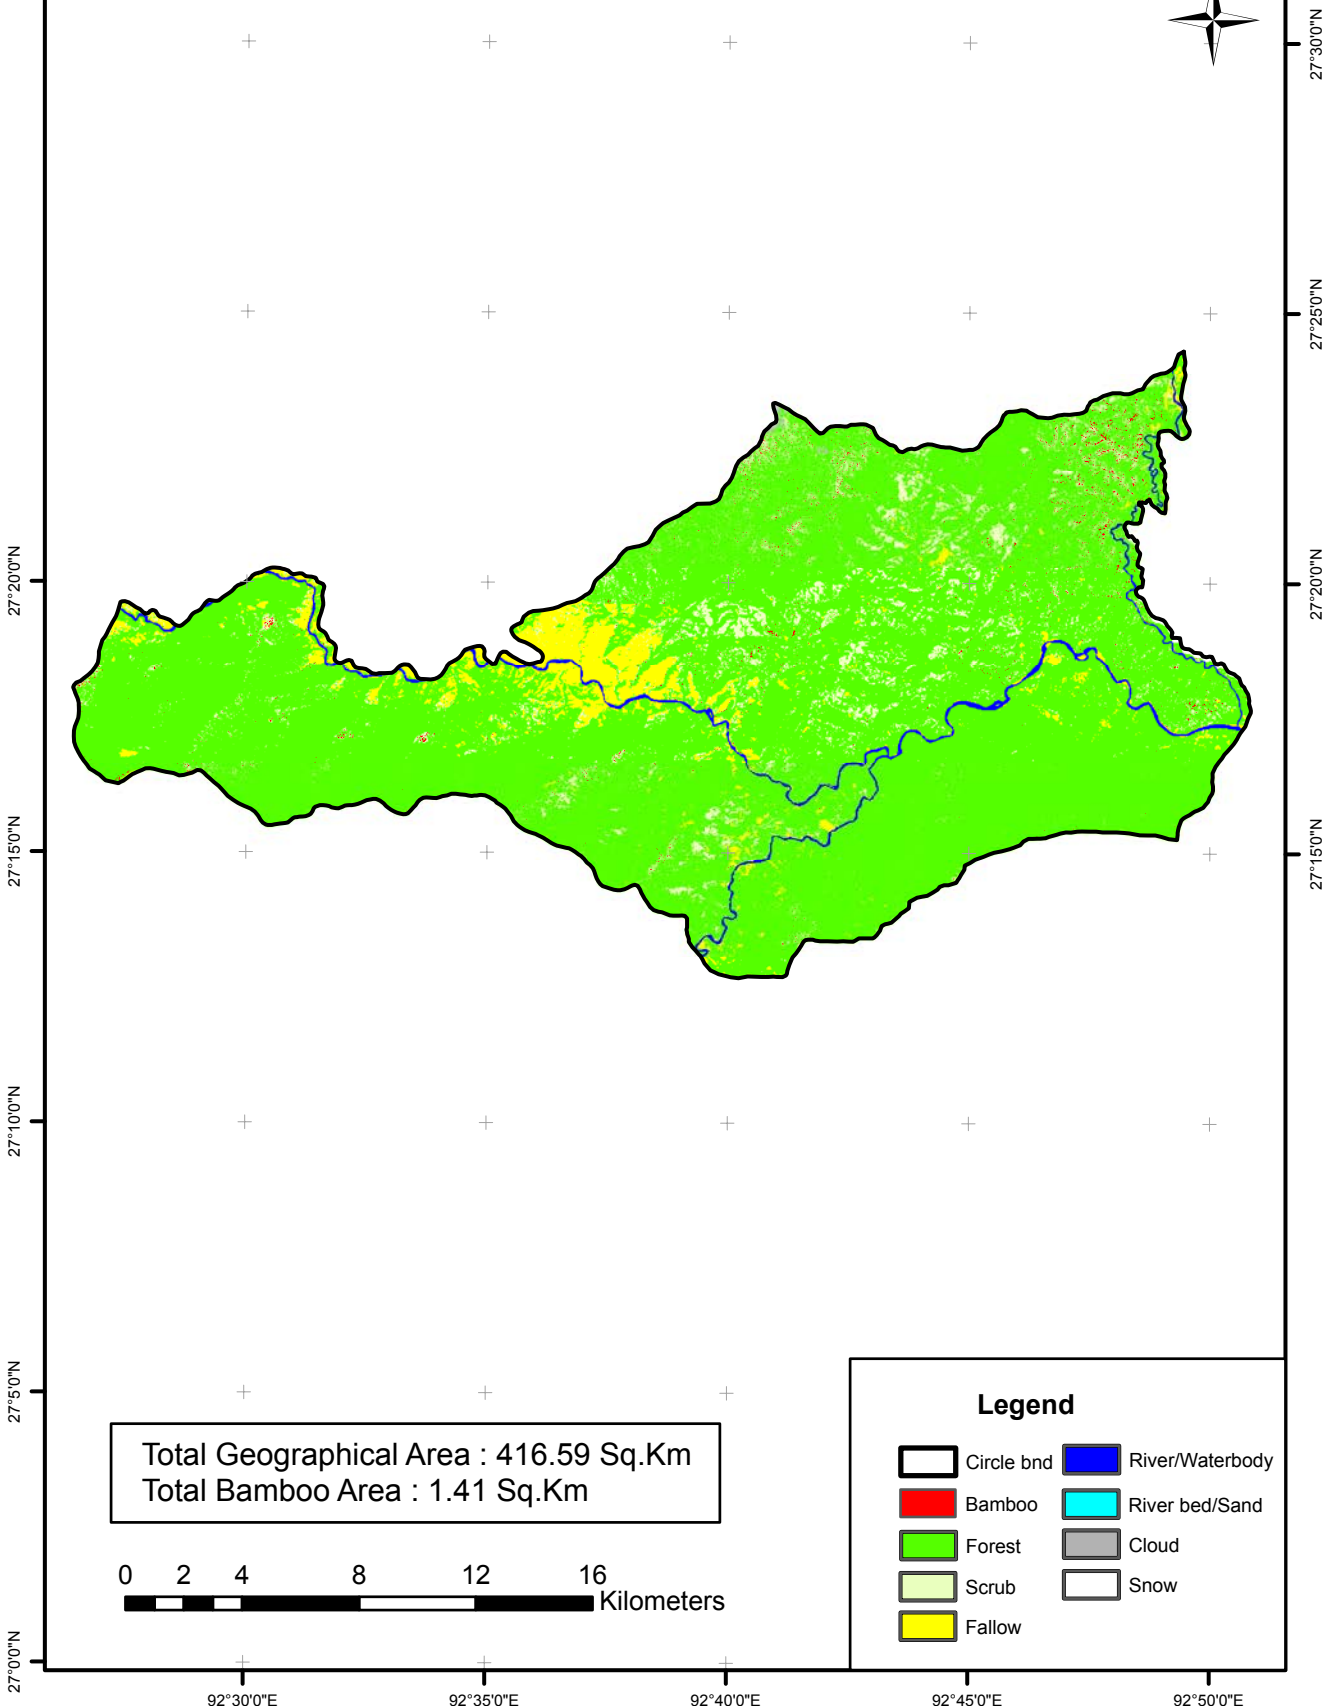 27°30'0"N
27°25'0"N
27°20'0"N
27°20'0"N
27°15'0"N
27°15'0"N
27°10'0"N
27°5'0"N
27°0'0"N
Total Geographical Area : 416.59 Sq.Km
Total Bamboo Area : 1.41 Sq.Km
0 2 4 8 12 16
Kilometers
Legend
Circle bnd
Bamboo
Forest
Scrub
Fallow
River/Waterbody
River bed/Sand
Cloud
Snow
92°30'0"E 92°35'0"E 92°40'0"E 92°45'0"E 92°50'0"E